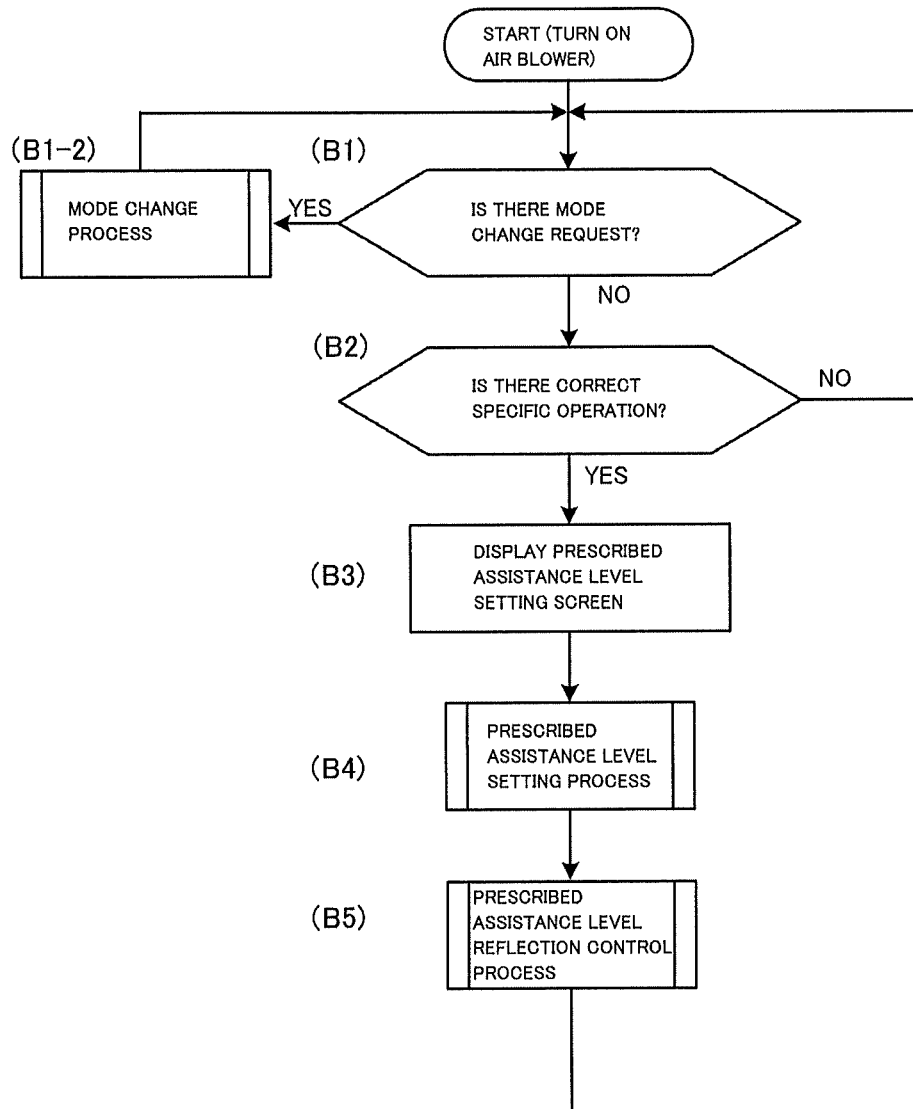 START (TURN ON
AIR BLOWER)
(B1-2)
(B1)
MODE CHANGE
PROCESS
YES
IS THERE MODE
CHANGE REQUEST?
NO
(B2)
IS THERE CORRECT
SPECIFIC OPERATION?
NO
YES
(B3)
DISPLAY PRESCRIBED
ASSISTANCE LEVEL
SETTING SCREEN
(B4)
PRESCRIBED
ASSISTANCE LEVEL
SETTING PROCESS
(B5)
PRESCRIBED
ASSISTANCE LEVEL
REFLECTION CONTROL
PROCESS